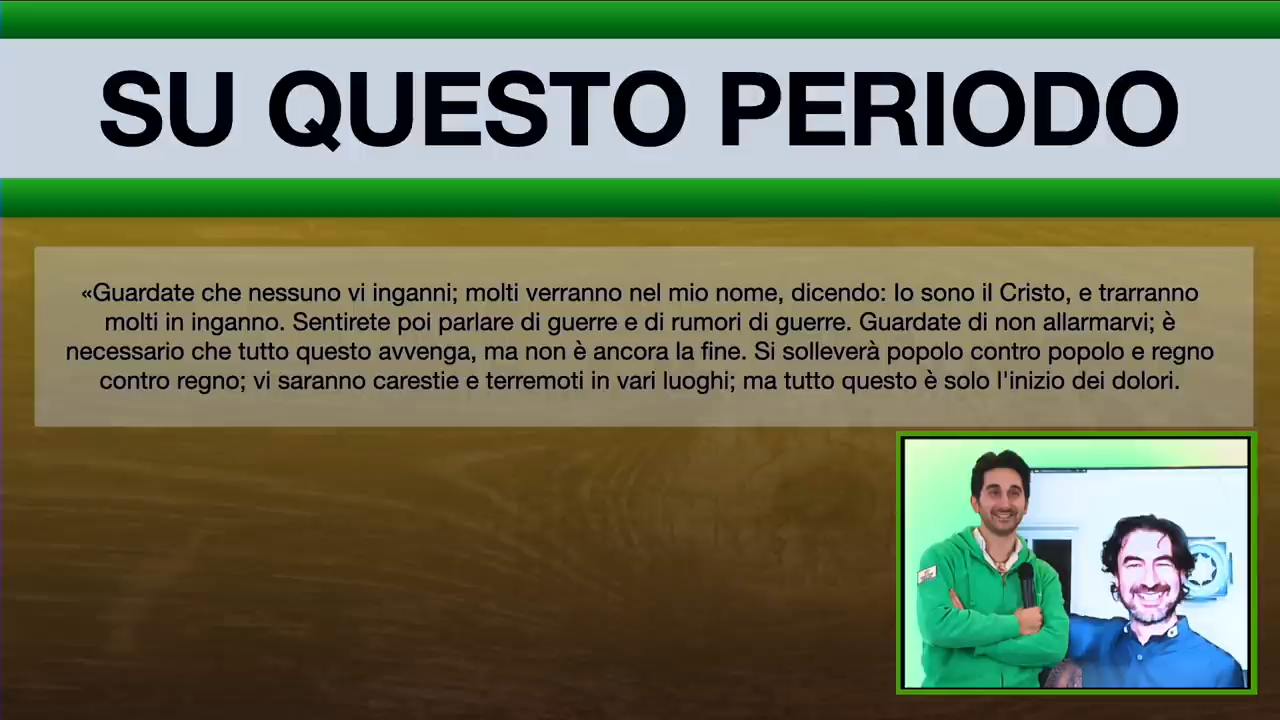 SU QUESTO PERIODO
«Guardate che nessuno vi inganni; molti verranno nel mio nome, dicendo: Io sono il Cristo, e trarranno
molti in inganno. Sentirete poi parlare di guerre e di rumori di guerre. Guardate di non allarmarvi; è
necessario che tutto questo avvenga, ma non è ancora la fine. Si solleverà popolo contro popolo e regno
contro regno; vi saranno carestie e terremoti in vari luoghi; ma tutto questo è solo l'inizio dei dolori.